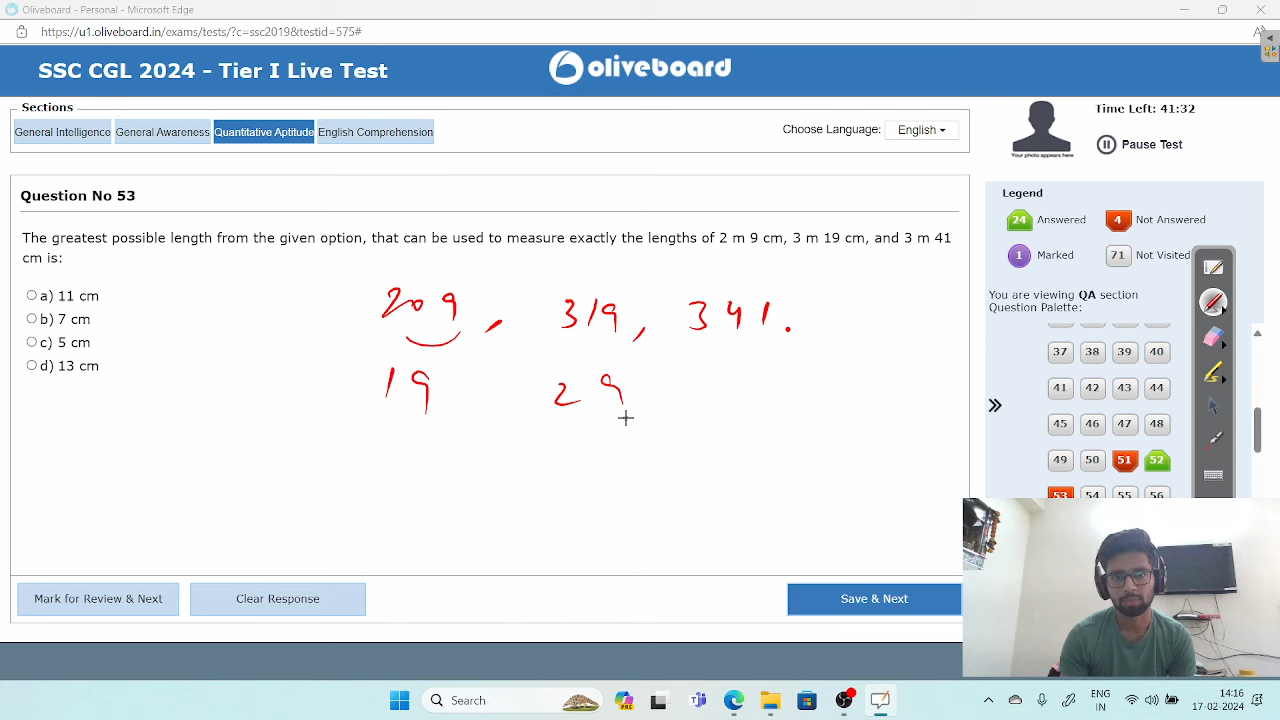 Oliveboard - Personal - Microsoft Edge
https://u1.oliveboard.in/exams/tests/?c=ssc2019&testid=575#
SSC CGL 2024 - Tier I Live Test
oliveboard
Sections
General Intelligence General Awareness Quantitative Aptitude English Comprehension
Choose Language: English
Time Left: 41:32
Pause Test
Your photo appears here
Question No 53
The greatest possible length from the given option, that can be used to measure exactly the lengths of 2 m 9 cm, 3 m 19 cm, and 3 m 41
cm is:
a) 11 cm
b) 7 cm
c) 5 cm
d) 13 cm
209, 319, 341.
19 29
Legend
24 Answered 4 Not Answered
1 Marked 71 Not Visited
You are viewing QA section
Question Palette:
37 38 39 40
41 42 43 44
45 46 47 48
49 50 51 52
53 54 55 56
Mark for Review & Next
Clear Response
Save & Next
Search
PRE
ENG
IN
14:16
17-02-2024